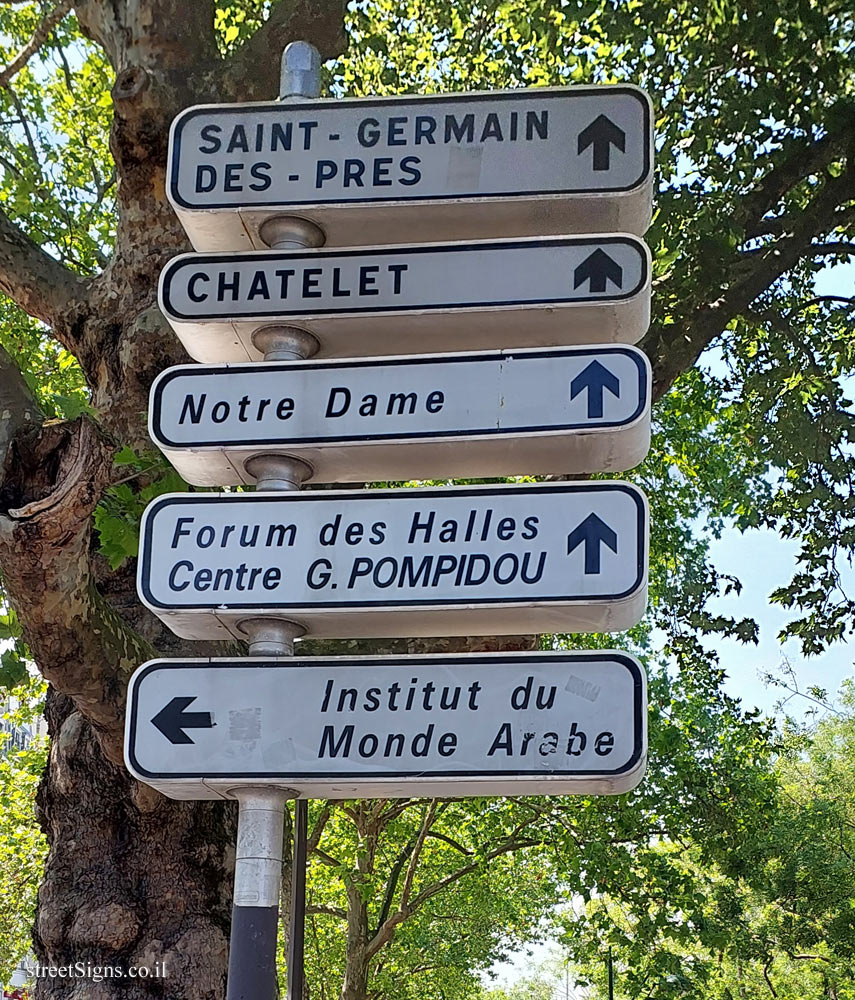 SAINT - GERMAIN
DES - PRES
CHATELET
Notre Dame
Forum des Halles
Centre G. POMPIDOU
Institut du
Monde Arabe
streetSigns.co.il